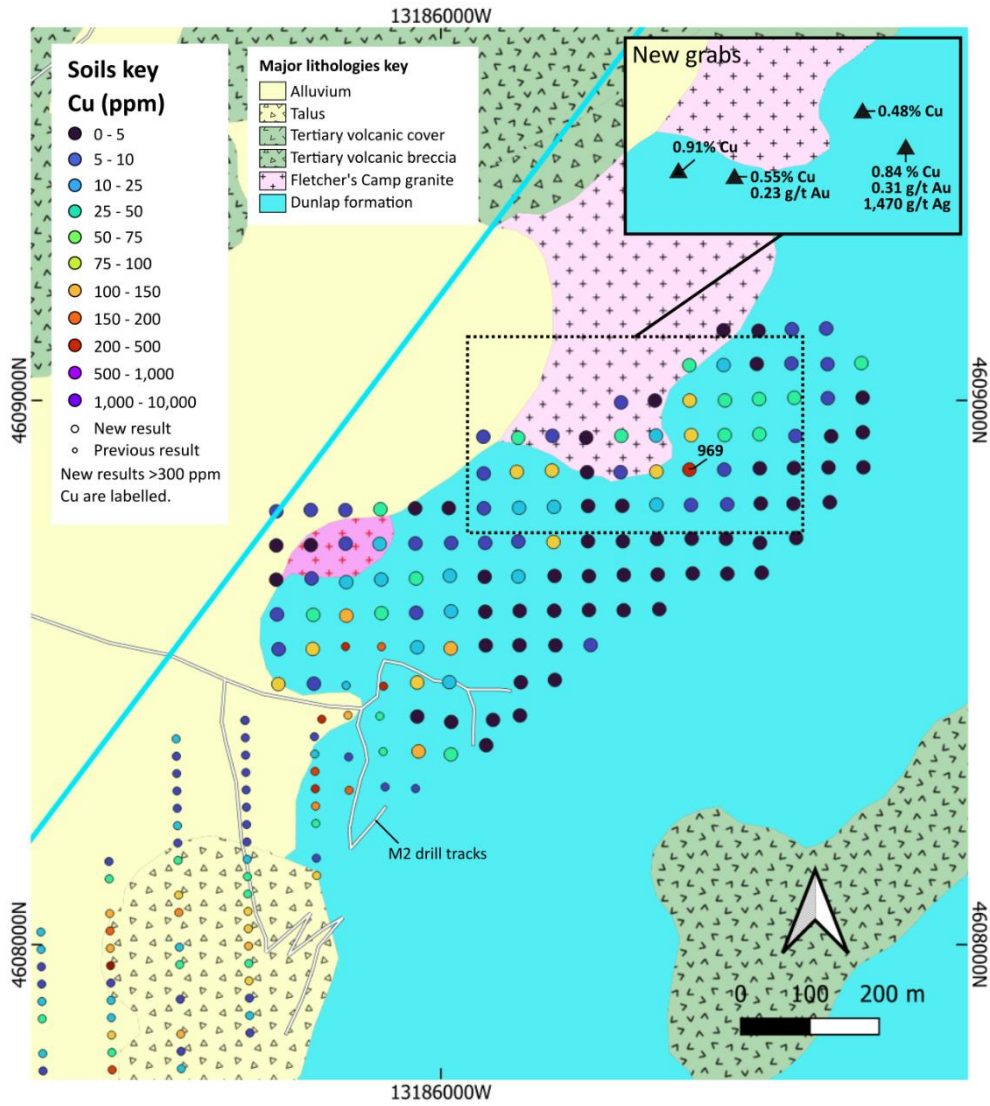 13186000W
Soils key
Cu (ppm)
0 - 5
5 - 10
10 - 25
25 - 50
50 - 75
75 - 100
100 - 150
150 - 200
200 - 500
500 - 1,000
1,000 - 10,000
New result
Previous result
New results >300 ppm
Cu are labelled.
Major lithologies key
Alluvium
Talus
Tertiary volcanic cover
Tertiary volcanic breccia
Fletcher's Camp granite
Dunlap formation
New grabs
0.48% Cu
0.91% Cu
0.55% Cu
0.23 g/t Au
0.84 % Cu
0.31 g/t Au
1,470 g/t Ag
4609000N
4609000N
969
M2 drill tracks
4608000N
4608000N
0 100 200 m
13186000W